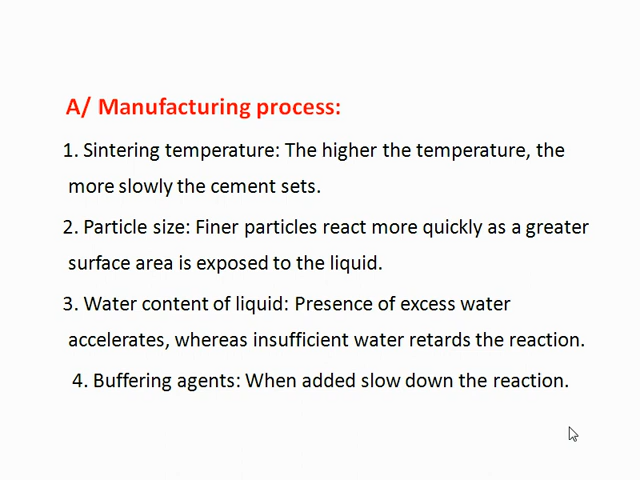 A/ Manufacturing process:
1. Sintering temperature: The higher the temperature, the
more slowly the cement sets.
2. Particle size: Finer particles react more quickly as a greater
surface area is exposed to the liquid.
3. Water content of liquid: Presence of excess water
accelerates, whereas insufficient water retards the reaction.
4. Buffering agents: When added slow down the reaction.